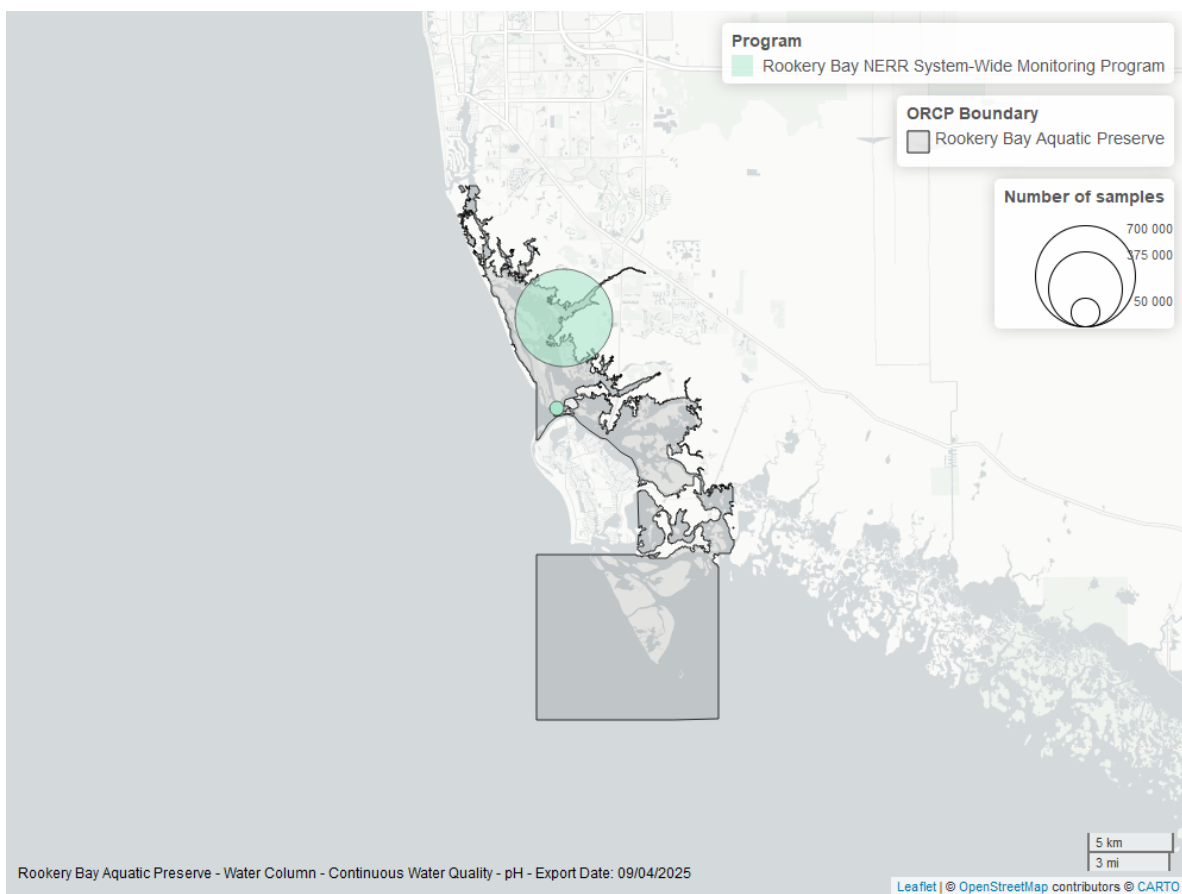 Program
Rookery Bay NERR System-Wide Monitoring Program
ORCP Boundary
Rookery Bay Aquatic Preserve
Number of samples
700 000
375 000
50 000
5 km
3 mi
Rookery Bay Aquatic Preserve - Water Column - Continuous Water Quality - pH - Export Date: 09/04/2025
Leaflet | © OpenStreetMap contributors © CARTO